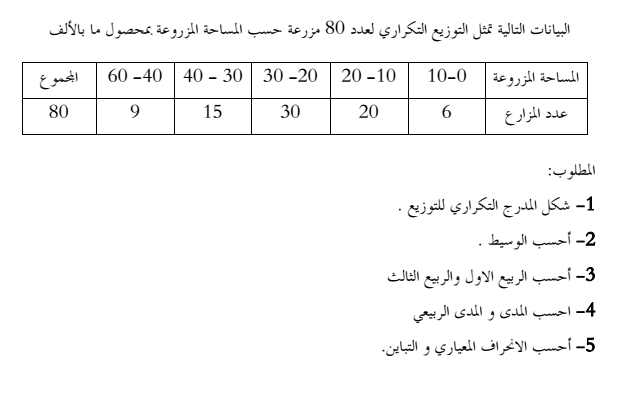 البيانات التالية تمثل التوزيع التكراري لعدد 80 مزرعة حسب المساحة المزروعة بمحصول ما بالألف
المساحة المزروعة 0–10 10– 20 20– 30 30 – 40 40– 60 المجموع
عدد المزارع 6 20 30 15 9 80
المطلوب:
1– شكل المدرج التكراري للتوزيع .
2– أحسب الوسيط .
3– أحسب الربيع الاول والربيع الثالث
4– احسب المدى و المدى الربيعي
5– أحسب الانحراف المعياري و التباين.